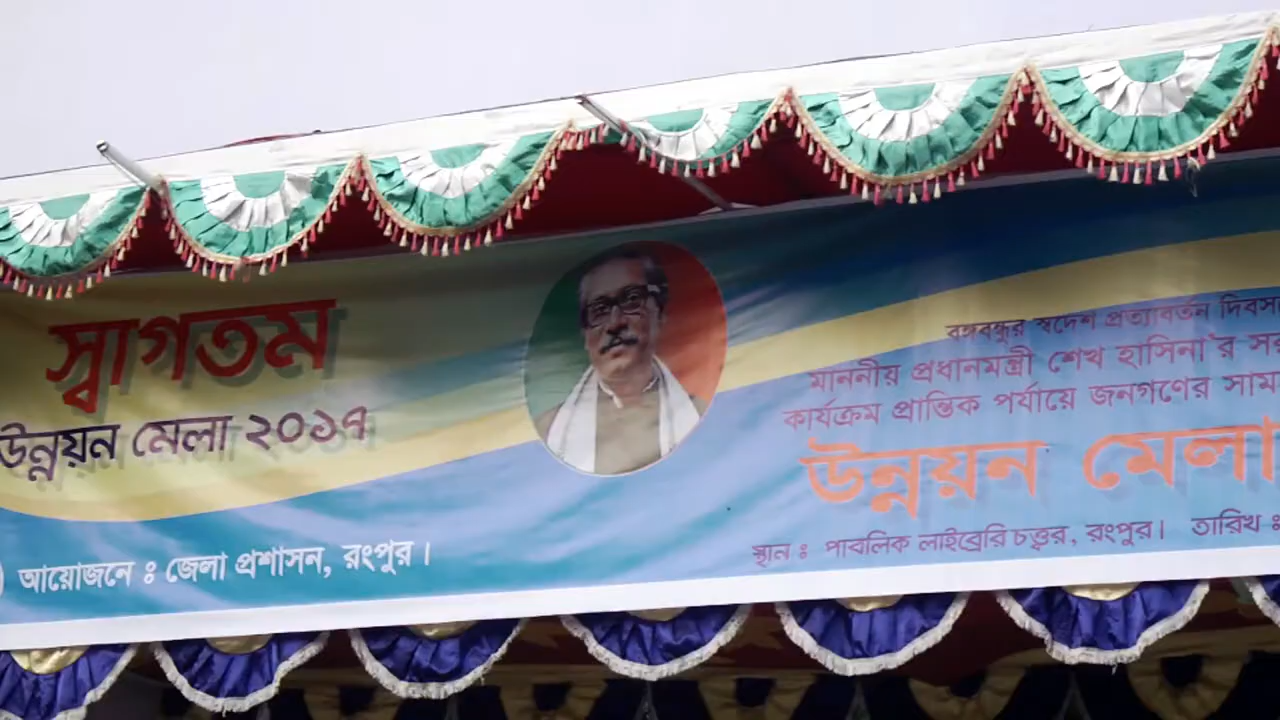 স্বাগতম
উন্নয়ন মেলা ২০১৭
আয়োজনে ঃ জেলা প্রশাসন, রংপুর।
বঙ্গবন্ধুর স্বদেশ প্রত্যাবর্তন দিবস
মাননীয় প্রধানমন্ত্রী শেখ হাসিনা'র
কার্যক্রম প্রান্তিক পর্যায়ে জনগণের
উন্নয়ন মেলা
স্থান ঃ পাবলিক লাইব্রেরি চত্ত্বর, রংপুর। তারিখ ঃ